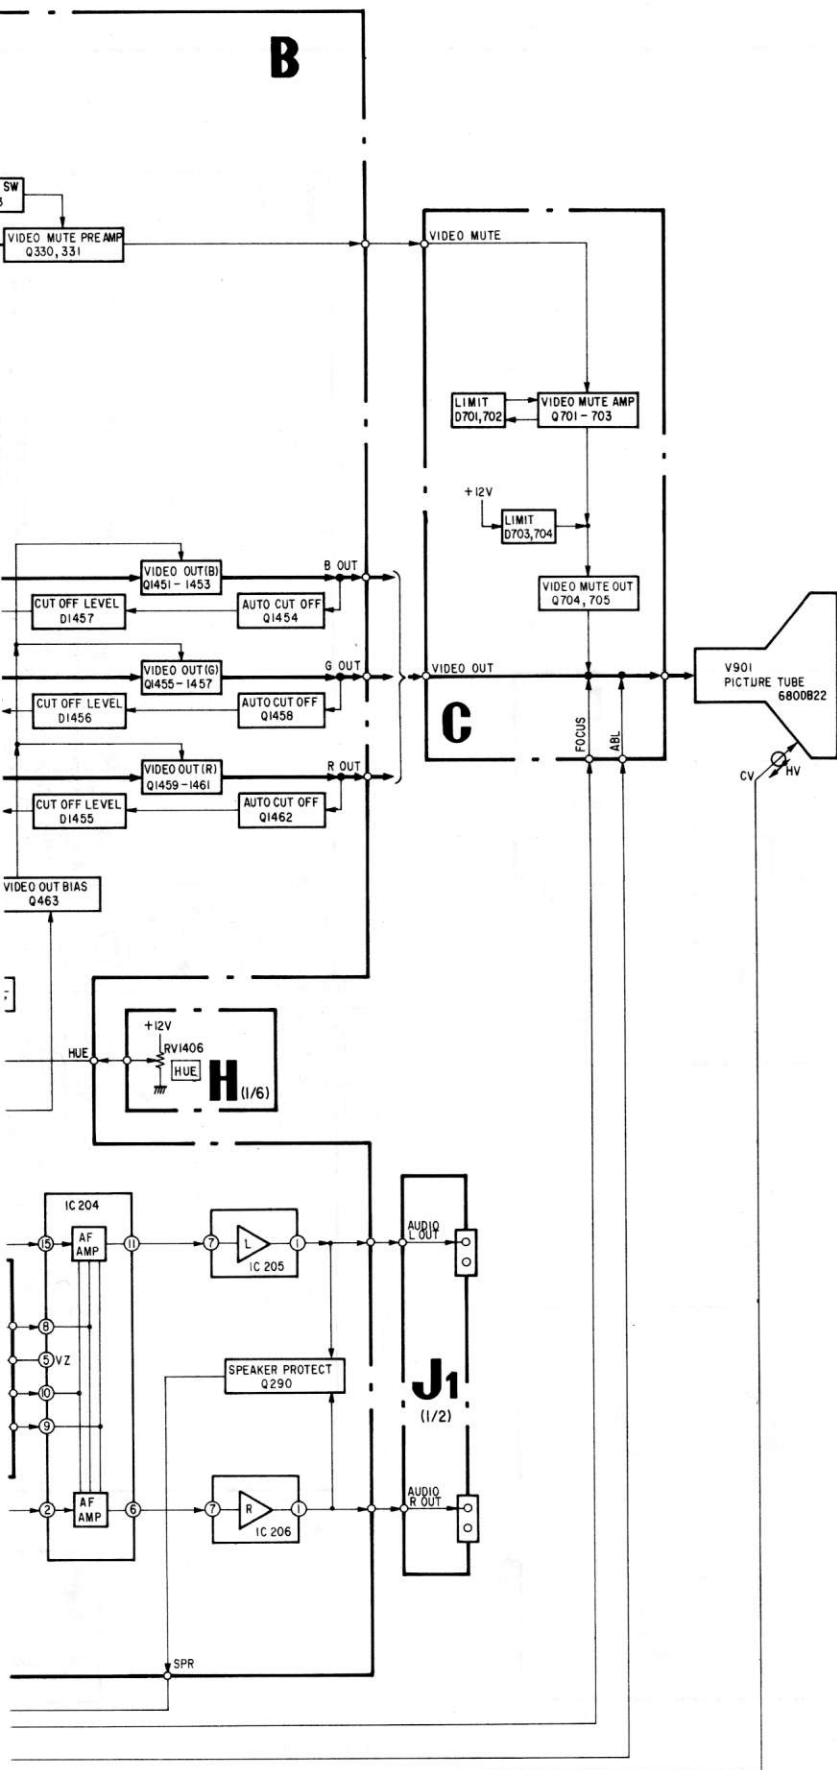 B
SW
3
VIDEO MUTE PREAMP
Q330, 331
VIDEO MUTE
LIMIT
D701,702
VIDEO MUTE AMP
Q701-703
+12V
LIMIT
D703,704
VIDEO MUTE OUT
Q704, 705
VIDEO OUT(B)
Q1451-1453
B OUT
CUT OFF LEVEL
D1457
AUTO CUT OFF
Q1454
VIDEO OUT(G)
Q1455-1457
G OUT
VIDEO OUT
CUT OFF LEVEL
D1456
AUTO CUT OFF
Q1458
C
FOCUS
ABL
V901
PICTURE TUBE
680DB22
CV
HV
VIDEO OUT(R)
Q1459-1461
R OUT
CUT OFF LEVEL
D1455
AUTO CUT OFF
Q1462
VIDEO OUT BIAS
Q463
HUE
+12V
RV1406
HUE
H
(1/6)
IC 204
15
AF
AMP
11
7
L
1
IC 205
AUDIO
L OUT
8
5
VZ
10
9
SPEAKER PROTECT
Q290
J1
(1/2)
2
AF
AMP
6
7
R
1
IC 206
AUDIO
R OUT
SPR